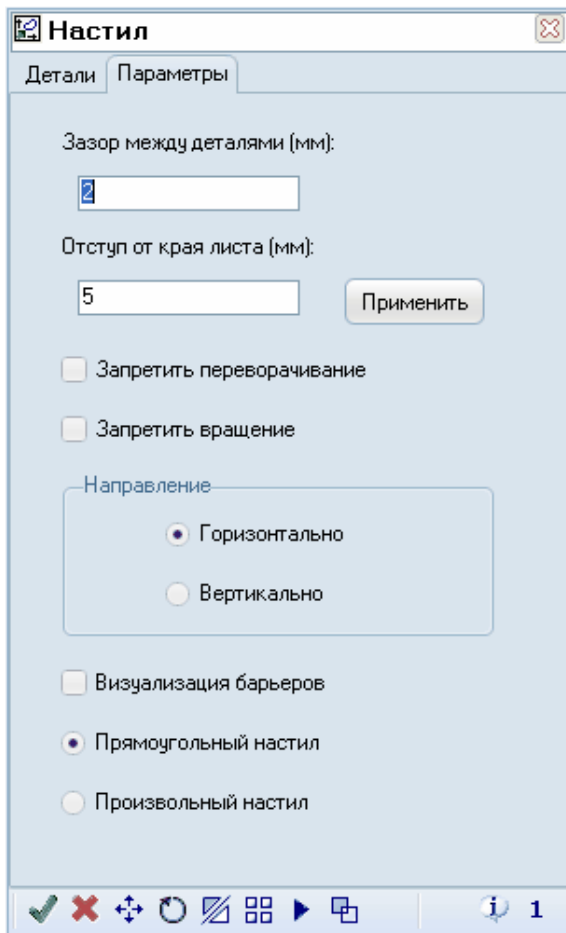 Настил
Детали Параметры
Зазор между деталями (мм):
2
Отступ от края листа (мм):
5 Применить
Запретить переворачивание
Запретить вращение
Направление
Горизонтально
Вертикально
Визуализация барьеров
Прямоугольный настил
Произвольный настил
1